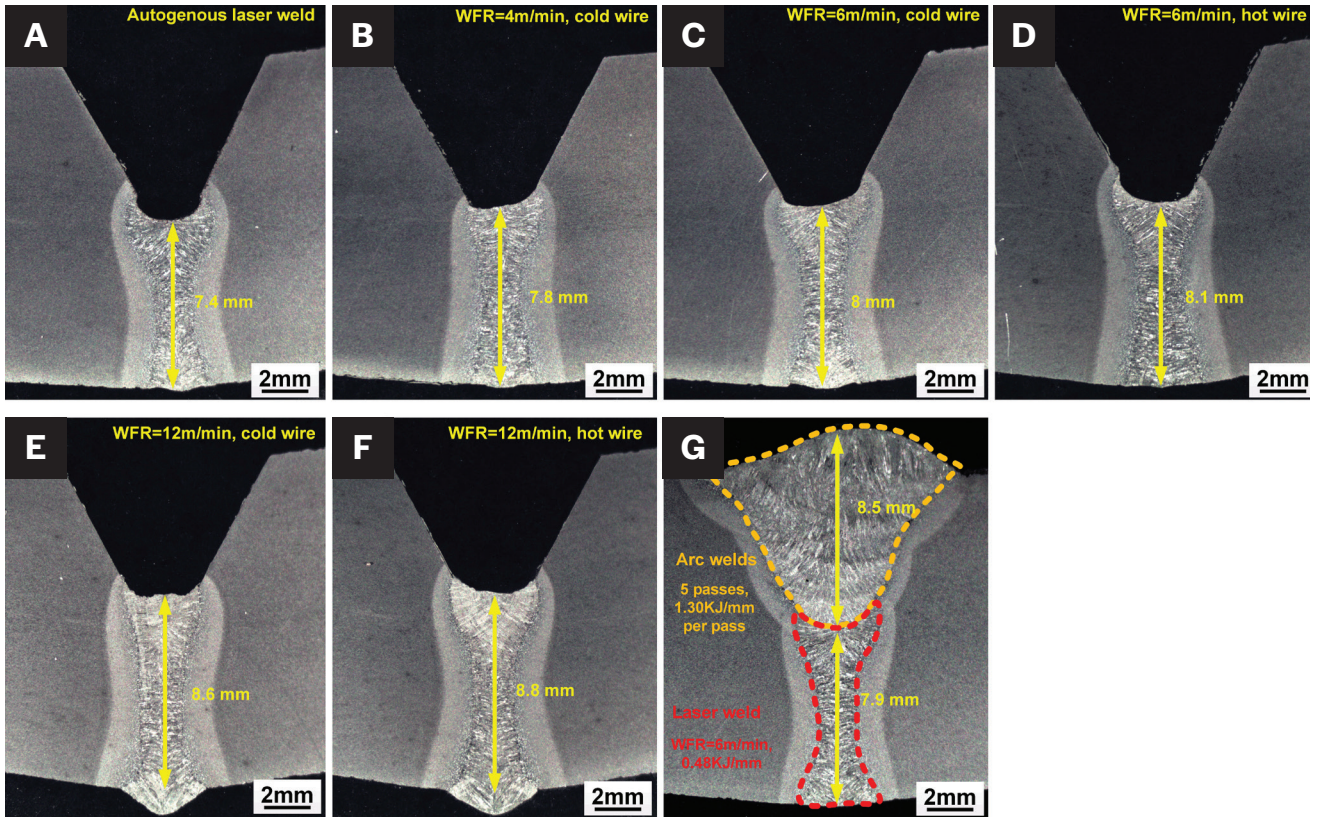 A
Autogenous laser weld
7.4 mm
2mm
B
WFR=4m/min, cold wire
7.8 mm
2mm
C
WFR=6m/min, cold wire
8 mm
2mm
D
WFR=6m/min, hot wire
8.1 mm
2mm
E
WFR=12m/min, cold wire
8.6 mm
2mm
F
WFR=12m/min, hot wire
8.8 mm
2mm
G
8.5 mm
Arc welds
5 passes,
1.30KJ/mm
per pass
7.9 mm
Laser weld
WFR=6m/min,
0.48KJ/mm
2mm